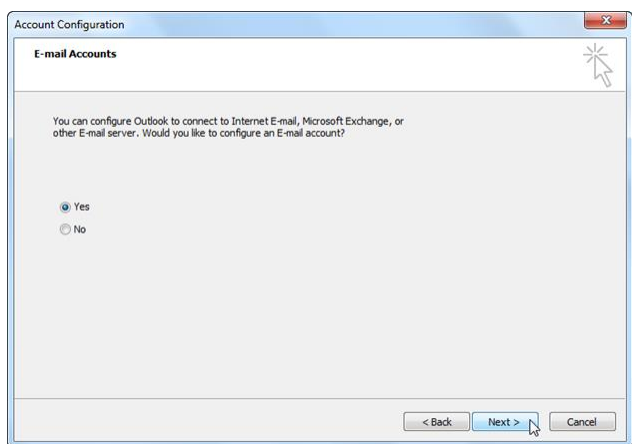 Account Configuration
E-mail Accounts
You can configure Outlook to connect to Internet E-mail, Microsoft Exchange, or
other E-mail server. Would you like to configure an E-mail account?
Yes
No
< Back
Next >
Cancel